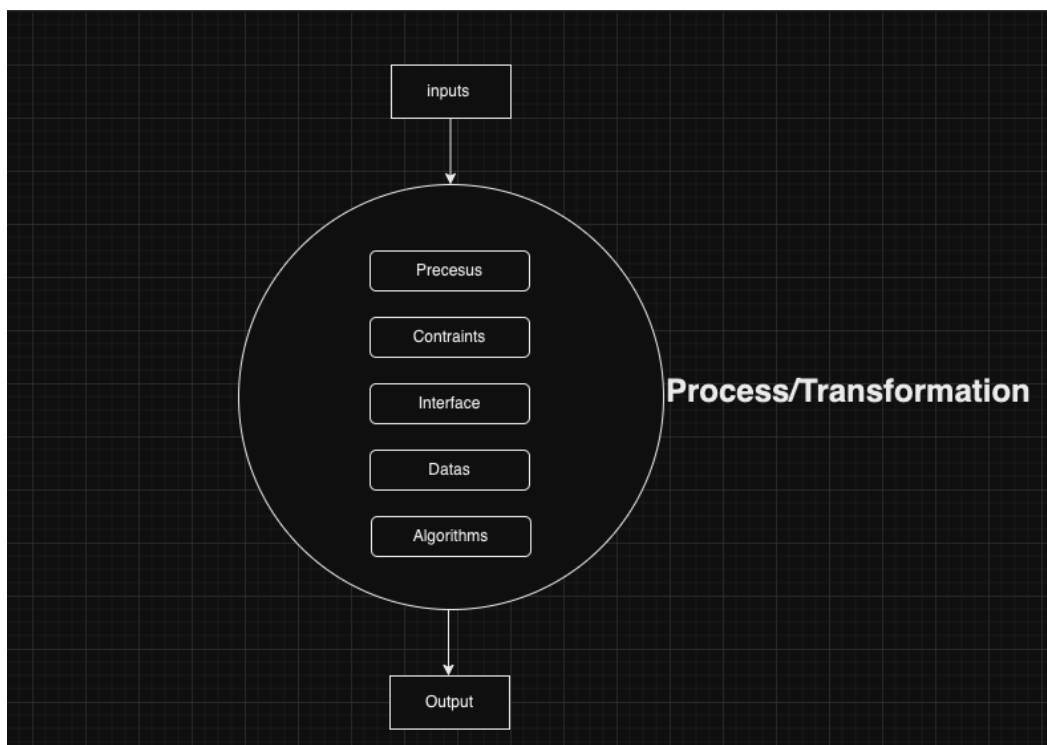 inputs
Precesus
Contraints
Interface
Process/Transformation
Datas
Algorithms
Output